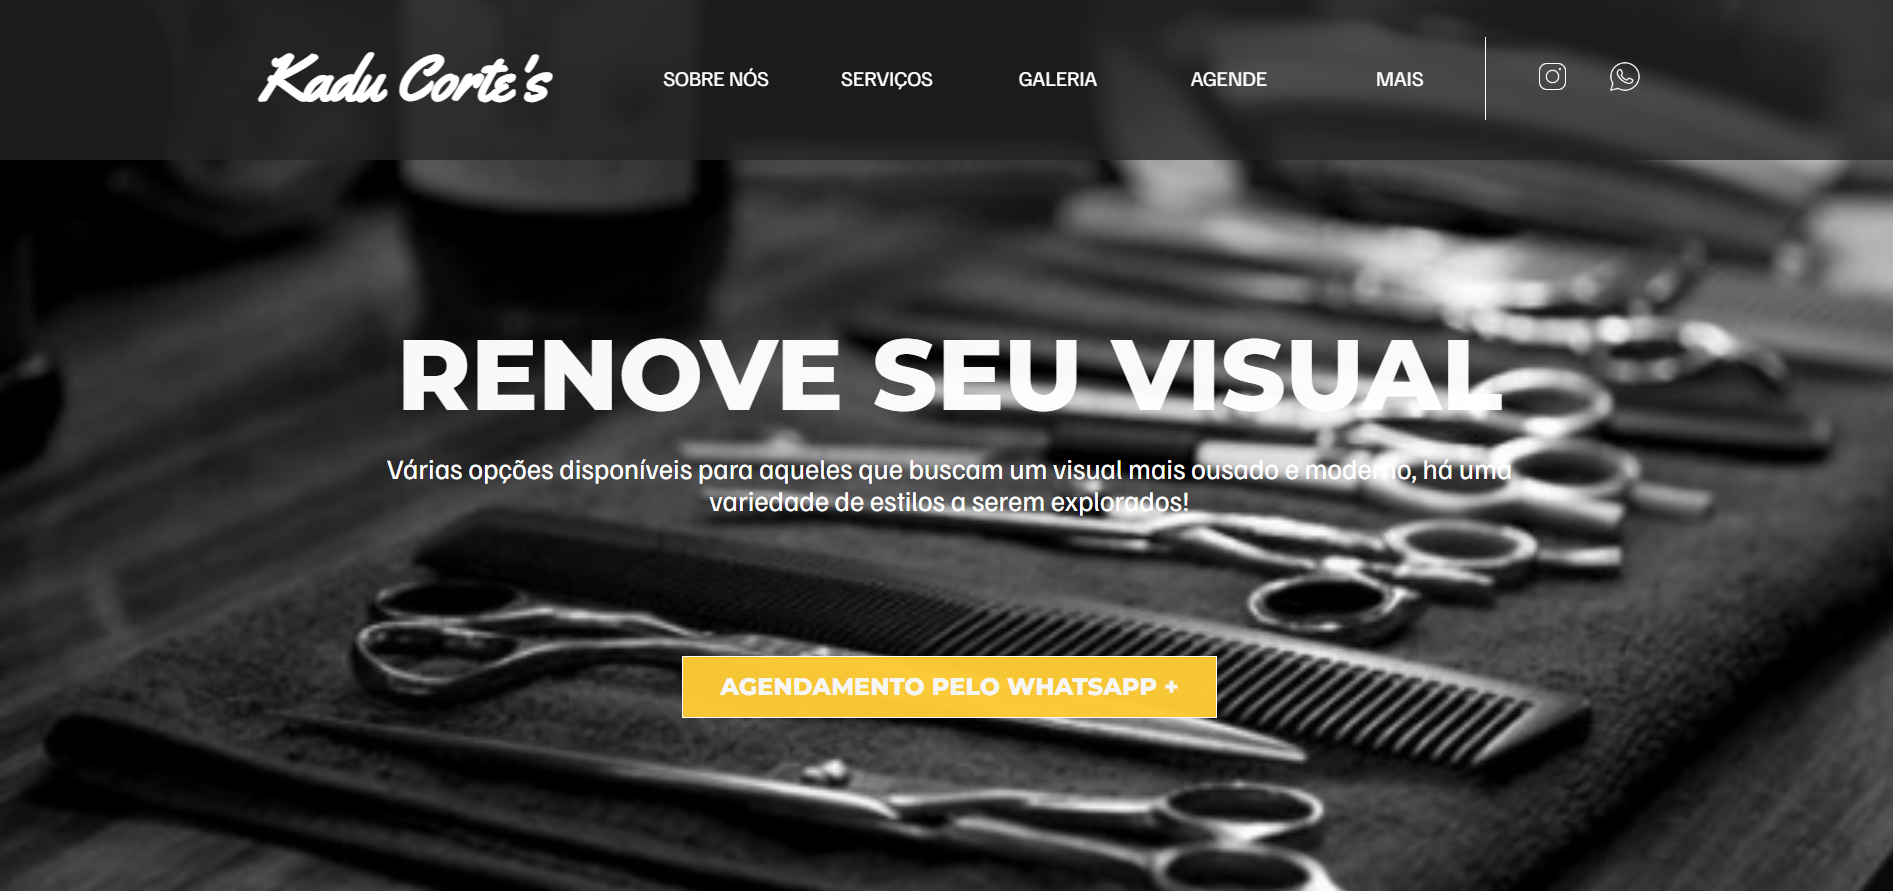 Kadu Corte's
SOBRE NÓS
SERVIÇOS
GALERIA
AGENDE
MAIS
RENOVE SEU VISUAL
Várias opções disponíveis para aqueles que buscam um visual mais ousado e moderno, há uma
variedade de estilos a serem explorados!
AGENDAMENTO PELO WHATSAPP +